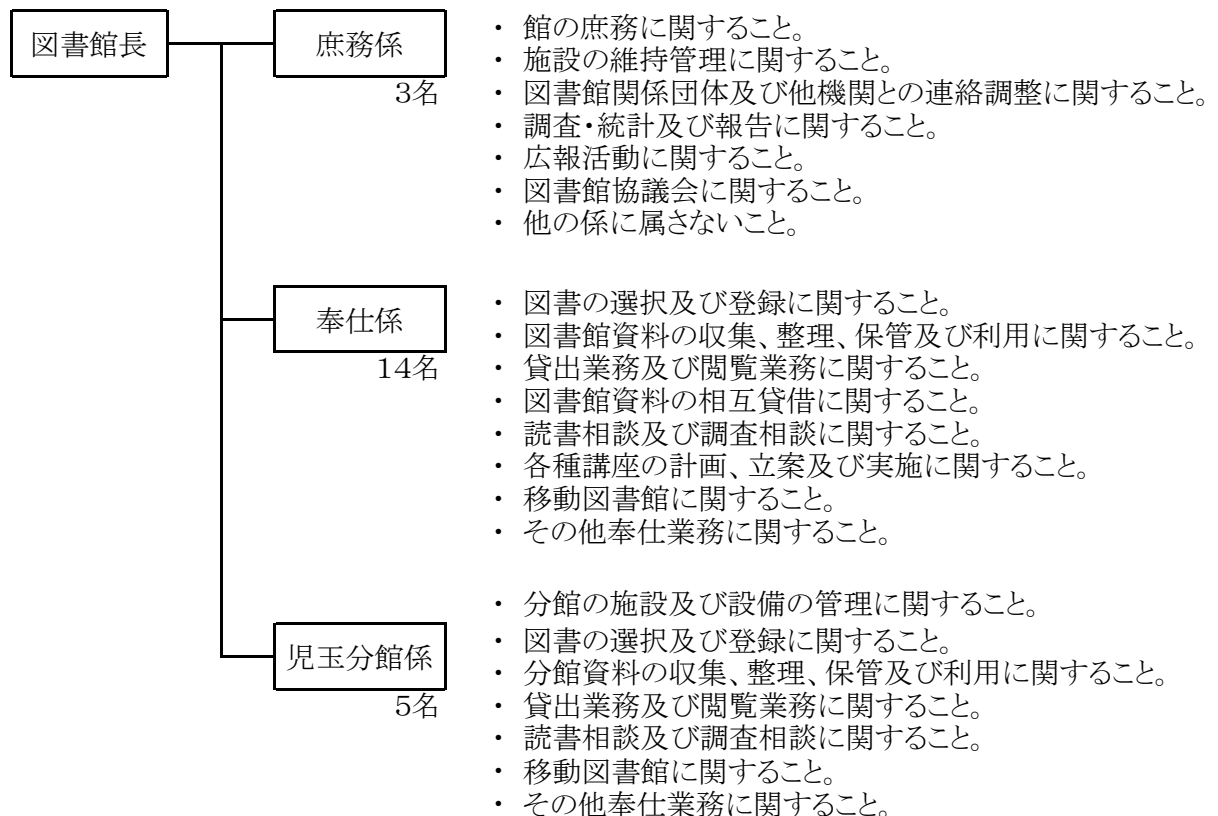 図書館長
庶務係
3名
・ 館の庶務に関すること。
・ 施設の維持管理に関すること。
・ 図書館関係団体及び他機関との連絡調整に関すること。
・ 調査・統計及び報告に関すること。
・ 広報活動に関すること。
・ 図書館協議会に関すること。
・ 他の係に属さないこと。
奉仕係
14名
・ 図書の選択及び登録に関すること。
・ 図書館資料の収集、整理、保管及び利用に関すること。
・ 貸出業務及び閲覧業務に関すること。
・ 図書館資料の相互貸借に関すること。
・ 読書相談及び調査相談に関すること。
・ 各種講座の計画、立案及び実施に関すること。
・ 移動図書館に関すること。
・ その他奉仕業務に関すること。
児玉分館係
5名
・ 分館の施設及び設備の管理に関すること。
・ 図書の選択及び登録に関すること。
・ 分館資料の収集、整理、保管及び利用に関すること。
・ 貸出業務及び閲覧業務に関すること。
・ 読書相談及び調査相談に関すること。
・ 移動図書館に関すること。
・ その他奉仕業務に関すること。